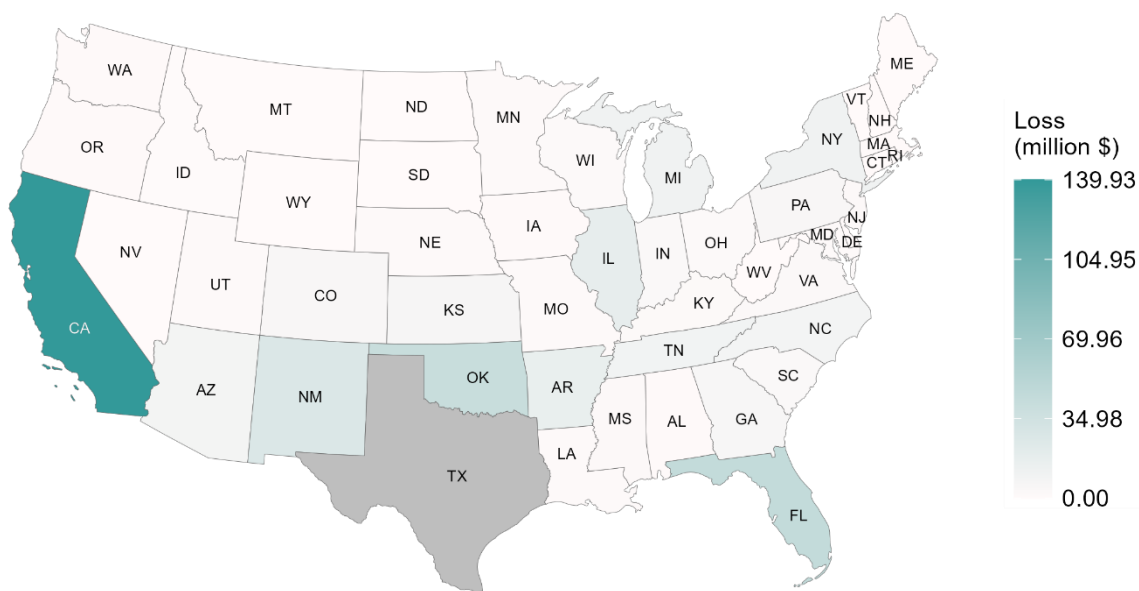 WA
MT
ND
MN
ME
VT
NH
OR
ID
SD
WI
MI
NY
MA
CT
RI
WY
IA
PA
NJ
NV
UT
CO
NE
IL
IN
OH
MD
DE
WV
VA
CA
KS
MO
KY
NC
TN
AZ
NM
OK
AR
SC
MS
AL
GA
LA
TX
FL
Loss
(million $)
139.93
104.95
69.96
34.98
0.00